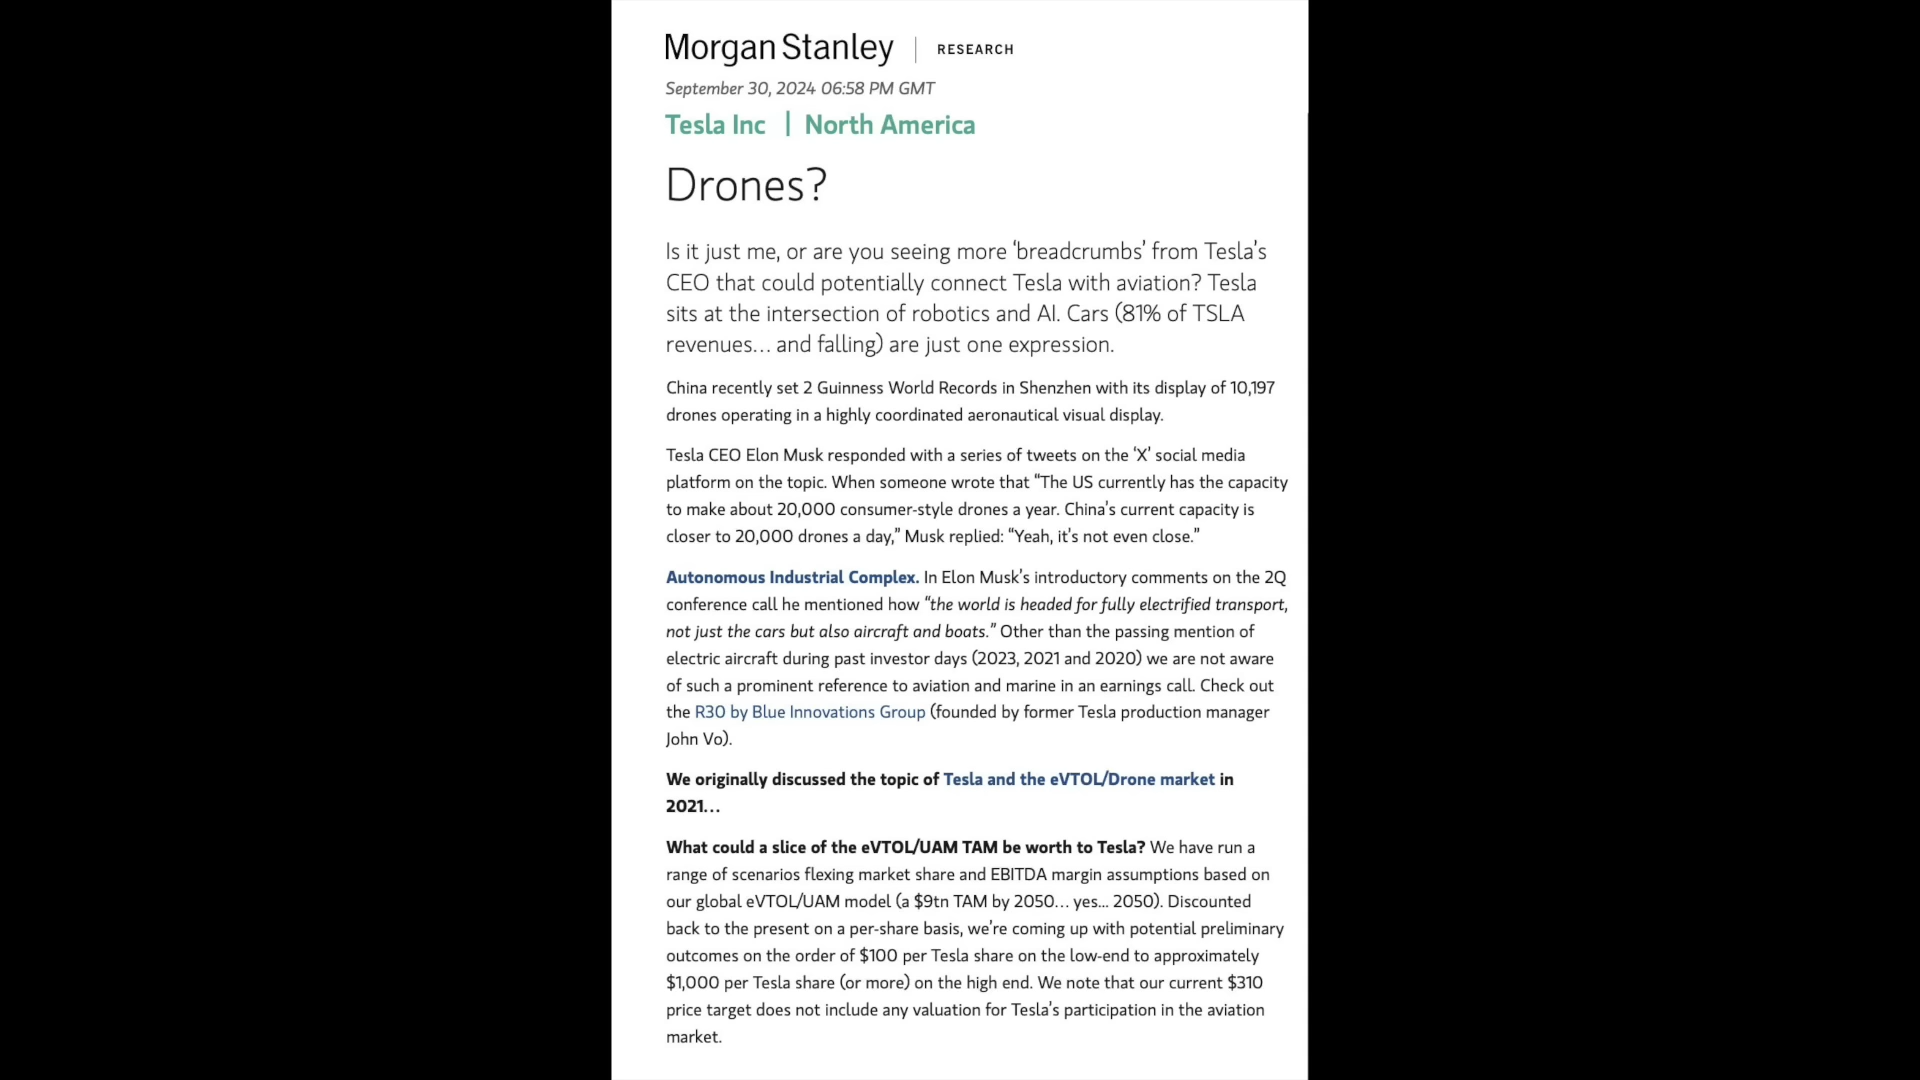 Morgan Stanley | RESEARCH
September 30, 2024 06:58 PM GMT
Tesla Inc | North America
Drones?
Is it just me, or are you seeing more ‘breadcrumbs’ from Tesla’s
CEO that could potentially connect Tesla with aviation? Tesla
sits at the intersection of robotics and AI. Cars (81% of TSLA
revenues… and falling) are just one expression.
China recently set 2 Guinness World Records in Shenzhen with its display of 10,197
drones operating in a highly coordinated aeronautical visual display.
Tesla CEO Elon Musk responded with a series of tweets on the ‘X’ social media
platform on the topic. When someone wrote that “The US currently has the capacity
to make about 20,000 consumer-style drones a year. China’s current capacity is
closer to 20,000 drones a day,” Musk replied: “Yeah, it’s not even close.”
Autonomous Industrial Complex. In Elon Musk’s introductory comments on the 2Q
conference call he mentioned how “the world is headed for fully electrified transport,
not just the cars but also aircraft and boats.” Other than the passing mention of
electric aircraft during past investor days (2023, 2021 and 2020) we are not aware
of such a prominent reference to aviation and marine in an earnings call. Check out
the R30 by Blue Innovations Group (founded by former Tesla production manager
John Vo).
We originally discussed the topic of Tesla and the eVTOL/Drone market in
2021…
What could a slice of the eVTOL/UAM TAM be worth to Tesla? We have run a
range of scenarios flexing market share and EBITDA margin assumptions based on
our global eVTOL/UAM model (a $9tn TAM by 2050… yes... 2050). Discounted
back to the present on a per-share basis, we’re coming up with potential preliminary
outcomes on the order of $100 per Tesla share on the low-end to approximately
$1,000 per Tesla share (or more) on the high end. We note that our current $310
price target does not include any valuation for Tesla’s participation in the aviation
market.